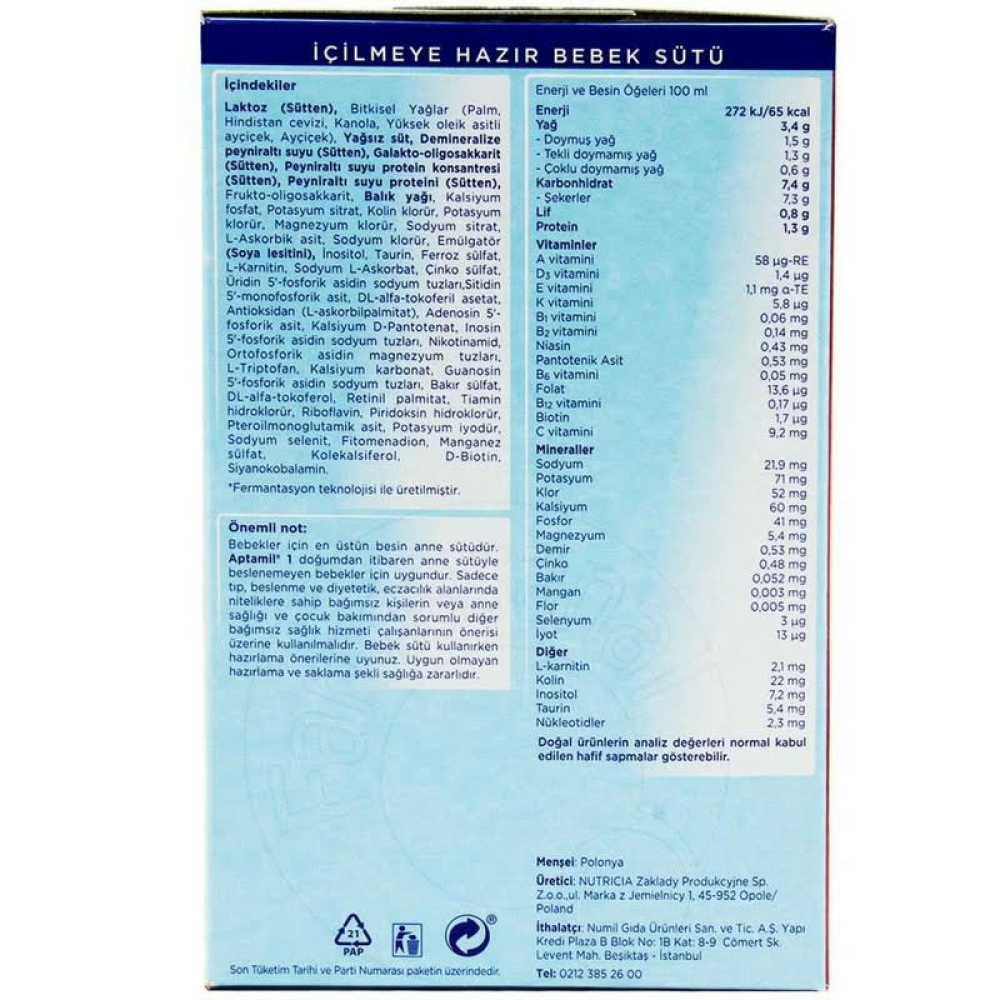 İÇİLMEYE HAZIR BEBEK SÜTÜ
İçindekiler
Laktoz (Sütten), Bitkisel Yağlar (Palm,
Hindistan cevizi, Kanola, Yüksek oleik asitli
ayçiçek, Ayçiçek), Yağsız süt, Demineralize
peyniraltı suyu (Sütten), Galakto-oligosakkarit
(Sütten), Peyniraltı suyu protein konsantresi
(Sütten), Peyniraltı suyu proteini (Sütten),
Frukto-oligosakkarit, Balık yağı, Kalsiyum
fosfat, Potasyum sitrat, Kolin klorür, Potasyum
klorür, Magnezyum klorür, Sodyum sitrat,
L-Askorbik asit, Sodyum klorür, Emülgatör
(Soya lesitini), İnositol, Taurin, Ferroz sülfat,
L-Karnitin, Sodyum L-Askorbat, Çinko sülfat,
Üridin 5'-fosforik asidin sodyum tuzları,Sitidin
5'-monofosforik asit, DL-alfa-tokoferil asetat,
Antioksidan (L-askorbilpalmitat), Adenosin 5'-
fosforik asit, Kalsiyum D-Pantotenat, Inosin
5'-fosforik asidin sodyum tuzları, Nikotinamid,
Ortofosforik asidin magnezyum tuzları,
L-Triptofan, Kalsiyum karbonat, Guanosin
5'-fosforik asidin sodyum tuzları, Bakır sülfat,
DL-alfa-tokoferol, Retinil palmitat, Tiamin
hidroklorür, Riboflavin, Piridoksin hidroklorür,
Pteroilmonoglutamik asit, Potasyum iyodür,
Sodyum selenit, Fitomenadion, Manganez
sülfat, Kolekalsiferol, D-Biotin,
Siyanokobalamin.
*Fermantasyon teknolojisi ile üretilmiştir.
Önemli not:
Bebekler için en üstün besin anne sütüdür.
Aptamil® 1 doğumdan itibaren anne sütüyle
beslenemeyen bebekler için uygundur. Sadece
tıp, beslenme ve diyetetik, eczacılık alanlarında
niteliklere sahip bağımsız kişilerin veya anne
sağlığı ve çocuk bakımından sorumlu diğer
bağımsız sağlık hizmeti çalışanlarının önerisi
üzerine kullanılmalıdır. Bebek sütü kullanırken
hazırlama önerilerine uyunuz. Uygun olmayan
hazırlama ve saklama şekli sağlığa zararlıdır.
21
PAP
®
Son Tüketim Tarihi ve Parti Numarası paketin üzerindedir.
Enerji ve Besin Öğeleri 100 ml
Enerji 272 kJ/65 kcal
Yağ 3,4 g
- Doymuş yağ 1,5 g
- Tekli doymamış yağ 1,3 g
- Çoklu doymamış yağ 0,6 g
Karbonhidrat 7,4 g
- Şekerler 7,3 g
Lif 0,8 g
Protein 1,3 g
Vitaminler
A vitamini 58 µg-RE
D3 vitamini 1,4 µg
E vitamini 1,1 mg α-TE
K vitamini 5,8 µg
B1 vitamini 0,06 mg
B2 vitamini 0,14 mg
Niasin 0,43 mg
Pantotenik Asit 0,53 mg
B6 vitamini 0,05 mg
Folat 13,6 µg
B12 vitamini 0,17 µg
Biotin 1,7 µg
C vitamini 9,2 mg
Mineraller
Sodyum 21,9 mg
Potasyum 71 mg
Klor 52 mg
Kalsiyum 60 mg
Fosfor 41 mg
Magnezyum 5,4 mg
Demir 0,53 mg
Çinko 0,48 mg
Bakır 0,052 mg
Mangan 0,003 mg
Flor 0,005 mg
Selenyum 3 µg
İyot 13 µg
Diğer
L-karnitin 2,1 mg
Kolin 22 mg
Inositol 7,2 mg
Taurin 5,4 mg
Nükleotidler 2,3 mg
Doğal ürünlerin analiz değerleri normal kabul
edilen hafif sapmalar gösterebilir.
Menşei: Polonya
Üretici: NUTRICIA Zaklady Produkcyjne Sp.
Z.o.o.,ul. Marka z Jemielnicy 1, 45-952 Opole/
Poland
İthalatçı: Numil Gıda Ürünleri San. ve Tic. A.Ş. Yapı
Kredi Plaza B Blok No: 1B Kat: 8-9 Cömert Sk.
Levent Mah. Beşiktaş - İstanbul
Tel: 0212 385 26 00